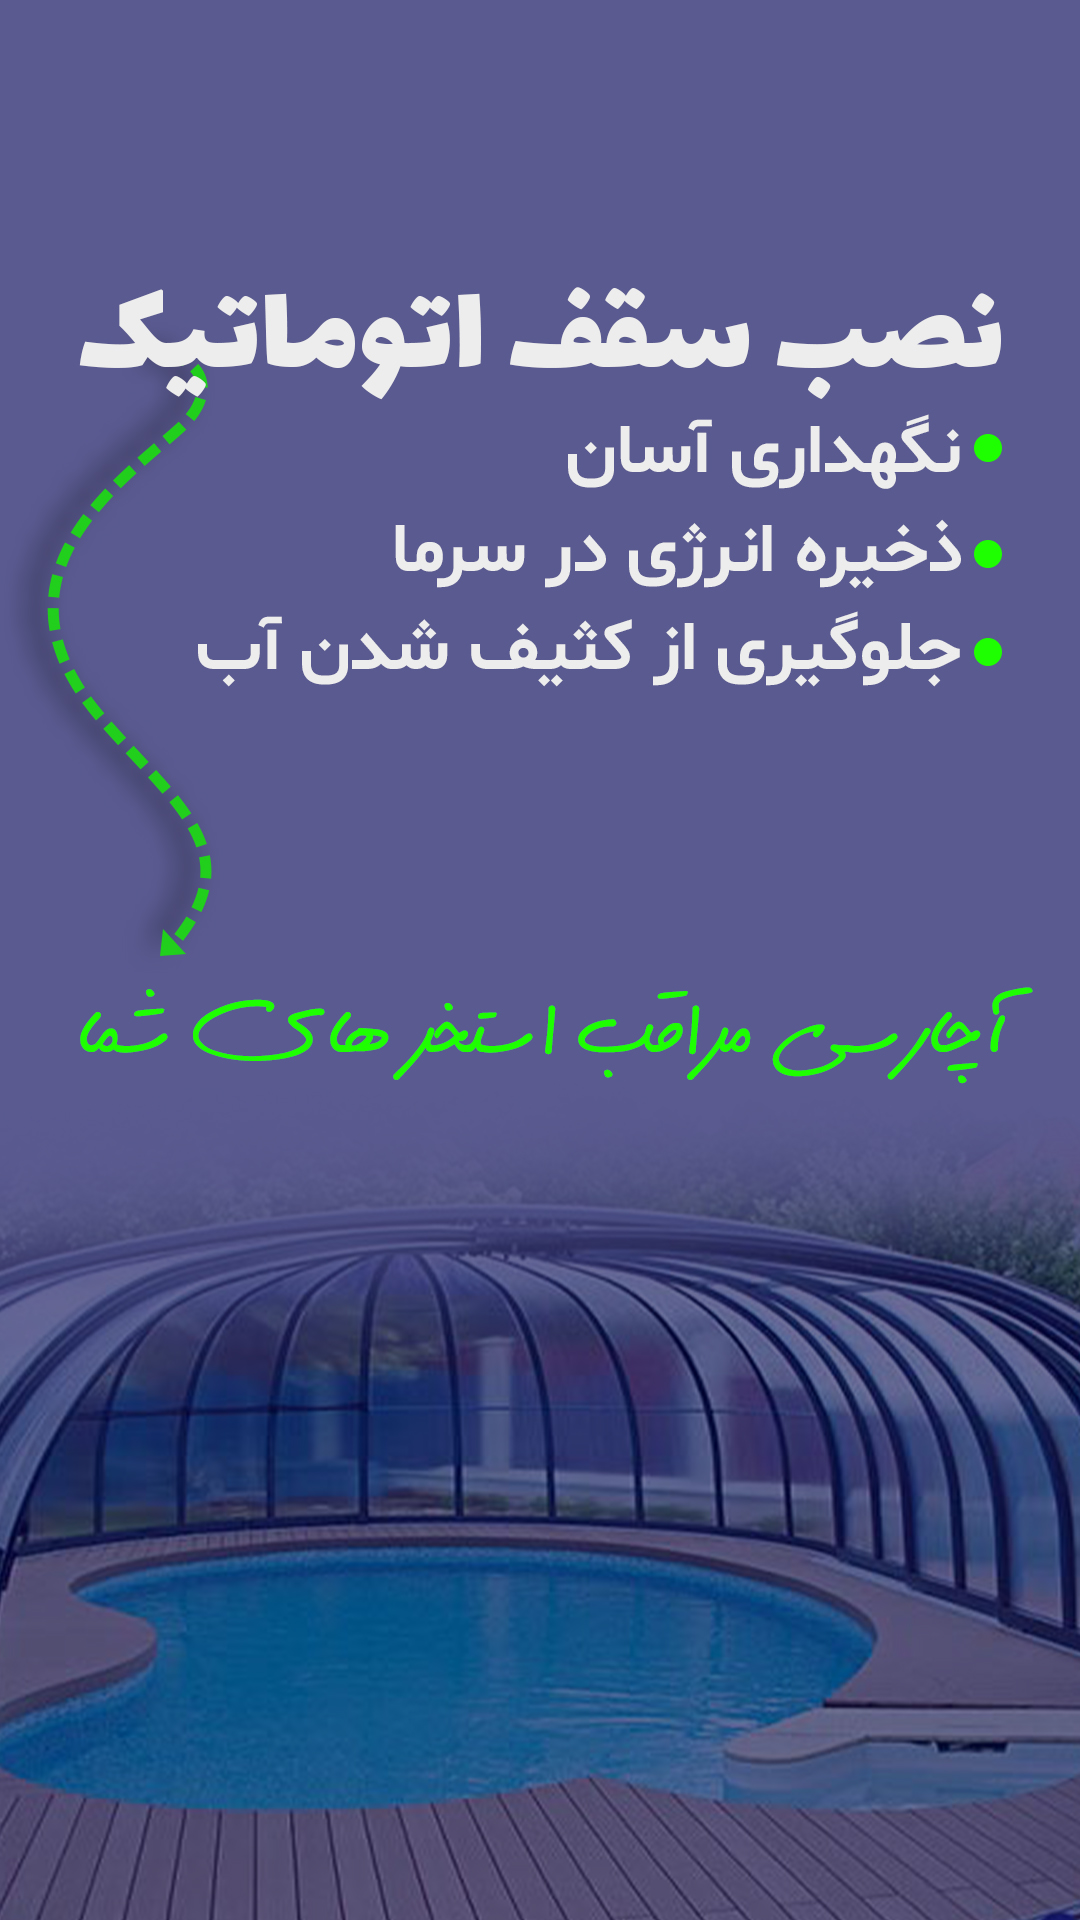 نصب سقف اتوماتیک
نگهداری آسان
ذخیره انرژی در سرما
جلوگیری از کثیف شدن آب
آچارسی مراقب استخر های شما